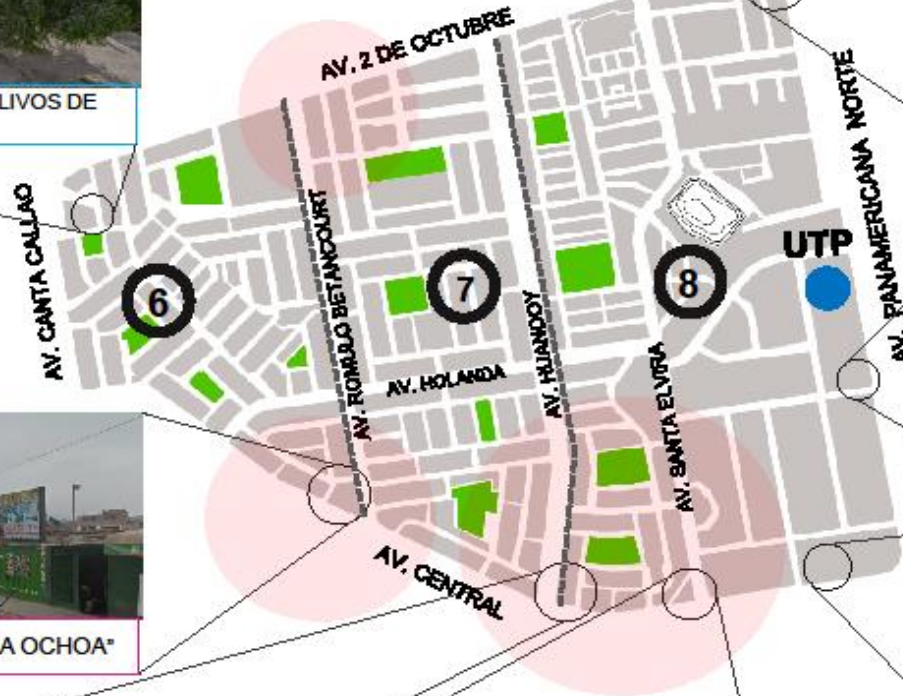 LIVOS DE
AV. 2 DE OCTUBRE
AV. CANTA CALLAO
AV. ROMULO BETANCOURT
AV. HUANDOY
AV. PANAMERICANA NORTE
UTP
6
7
8
AV. HOLANDA
AV. SANTA ELVIRA
AV.
AV. CENTRAL
A OCHOA"